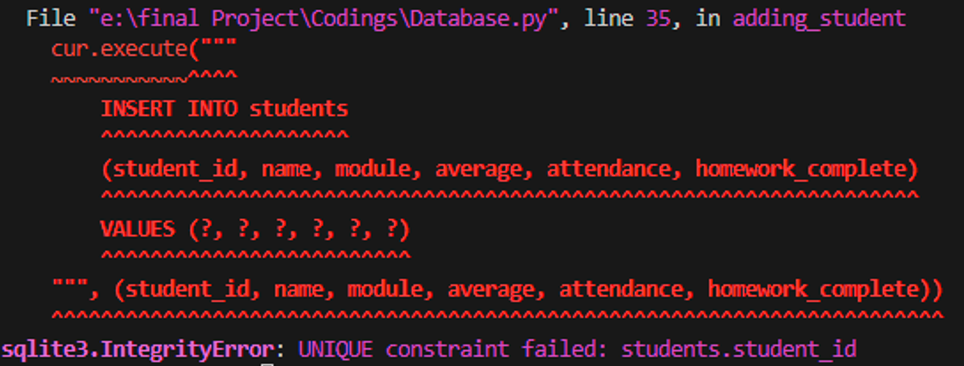 File "e:\final Project\Codings\Database.py", line 35, in adding_student
cur.execute("""
~~~~~~~~~~~^^^^
INSERT INTO students
^^^^^^^^^^^^^^^^^^^^
(student_id, name, module, average, attendance, homework_complete)
^^^^^^^^^^^^^^^^^^^^^^^^^^^^^^^^^^^^^^^^^^^^^^^^^^^^^^^^^^^^^^^^^^
VALUES (?, ?, ?, ?, ?, ?)
^^^^^^^^^^^^^^^^^^^^^^^^^
""", (student_id, name, module, average, attendance, homework_complete))
^^^^^^^^^^^^^^^^^^^^^^^^^^^^^^^^^^^^^^^^^^^^^^^^^^^^^^^^^^^^^^^^^^^^^^^^
sqlite3.IntegrityError: UNIQUE constraint failed: students.student_id